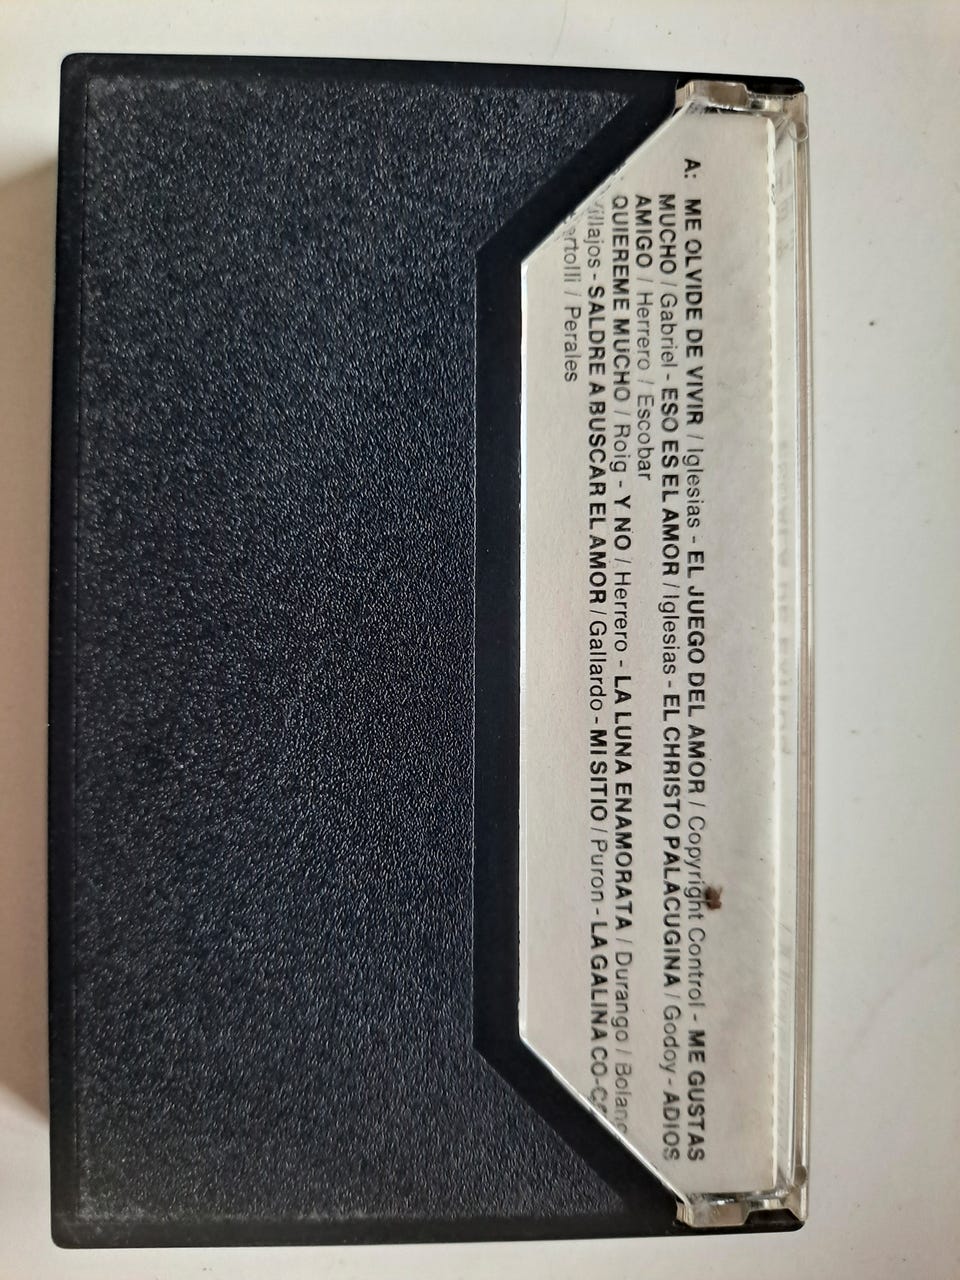 A: ME OLVIDE DE VIVIR / Iglesias - EL JUEGO DEL AMOR / Copyright Control - ME GUSTAS
MUCHO / Gabriel - ESO ES EL AMOR / Iglesias - EL CHRISTO PALACUGINA / Godoy - ADIOS
AMIGO / Herrero / Escobar
QUIEREME MUCHO / Roig - Y NO / Herrero - LA LUNA ENAMORATA / Durango / Bolano
Villajos - SALDRE A BUSCAR EL AMOR / Gallardo - MI SITIO / Puron - LA GALINA CO-CO
/ Perales